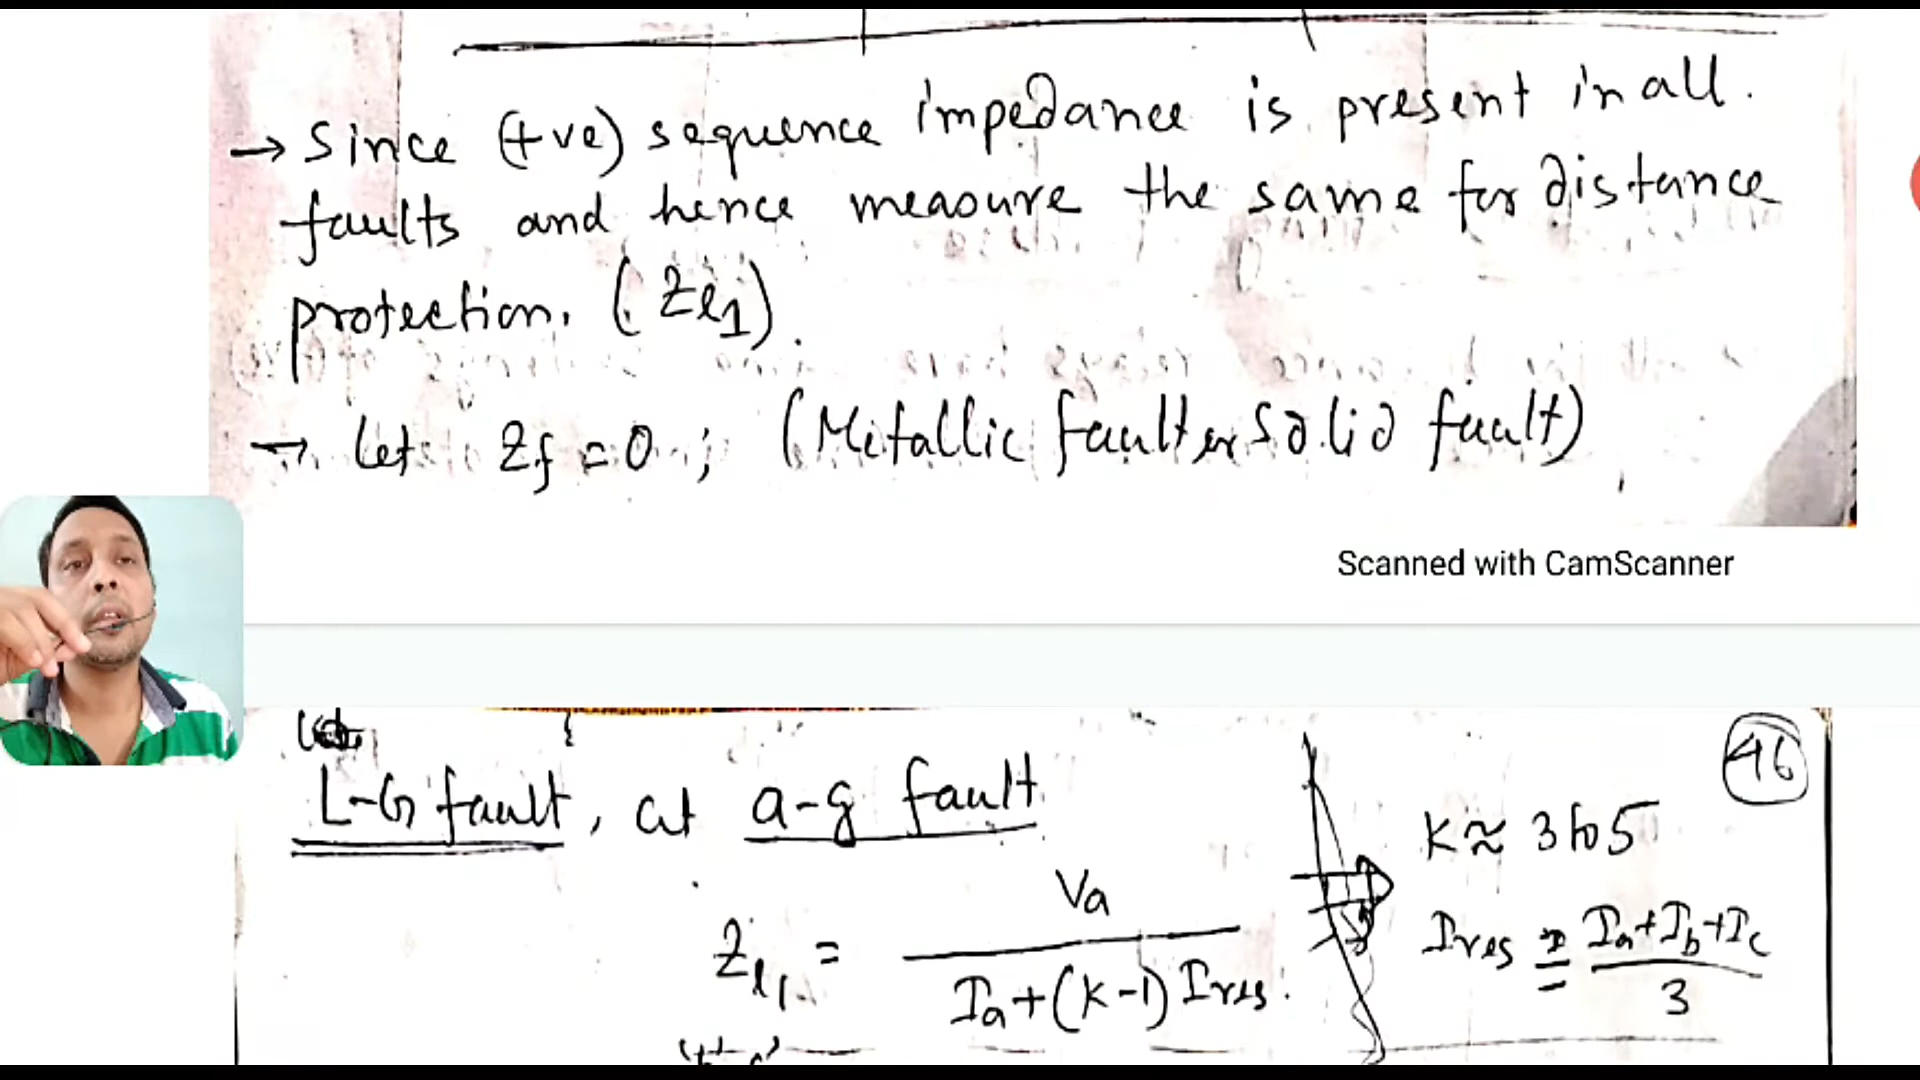 → Since (+ve) sequence impedance is present in all.
faults and hence measure the same for distance
protection. (Zl1).
→ Let Zf = 0 ; (Metallic fault or Solid fault)
Scanned with CamScanner
46
L-G fault, at a-g fault
K ≈ 3 to 5
Zl1 = Va / Ia + (K-1) Ires.
Ires = Ia + Ib + Ic / 3